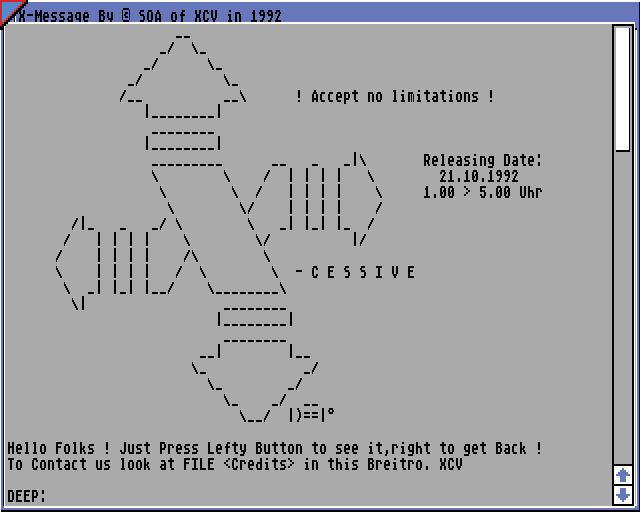 X-Message By © SOA of XCV in 1992
! Accept no limitations !
Releasing Date:
21.10.1992
1.00 > 5.00 Uhr
- C E S S I V E
Hello Folks ! Just Press Lefty Button to see it,right to get Back !
To Contact us look at FILE <Credits> in this Breitro. XCV
DEEP: